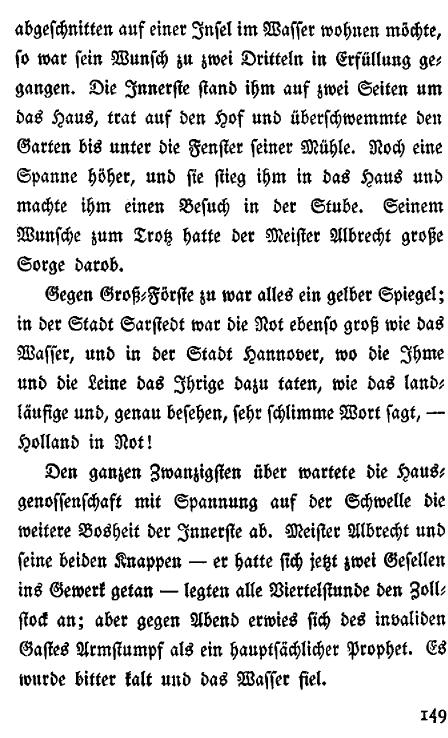 abgeschnitten auf einer Insel im Wasser wohnen möchte,
so war sein Wunsch zu zwei Dritteln in Erfüllung ge-
gangen. Die Innerste stand ihm auf zwei Seiten um
das Haus, trat auf den Hof und überschwemmte den
Garten bis unter die Fenster seiner Mühle. Noch eine
Spanne höher, und sie stieg ihm in das Haus und
machte ihm einen Besuch in der Stube. Seinem
Wunsche zum Trotz hatte der Meister Albrecht große
Sorge darob.
Gegen Groß-Förste zu war alles ein gelber Spiegel;
in der Stadt Sarstedt war die Not ebenso groß wie das
Wasser, und in der Stadt Hannover, wo die Ihme
und die Leine das Ihrige dazu taten, wie das land-
läufige und, genau besehen, sehr schlimme Wort sagt, —
Holland in Not!
Den ganzen Zwanzigsten über wartete die Haus-
genossenschaft mit Spannung auf der Schwelle die
weitere Bosheit der Innerste ab. Meister Albrecht und
seine beiden Knappen — er hatte sich jetzt zwei Gesellen
ins Gewerk getan — legten alle Viertelstunde den Zoll-
stock an; aber gegen Abend erwies sich des invaliden
Gastes Armstumpf als ein hauptsächlicher Prophet. Es
wurde bitter kalt und das Wasser fiel.
149